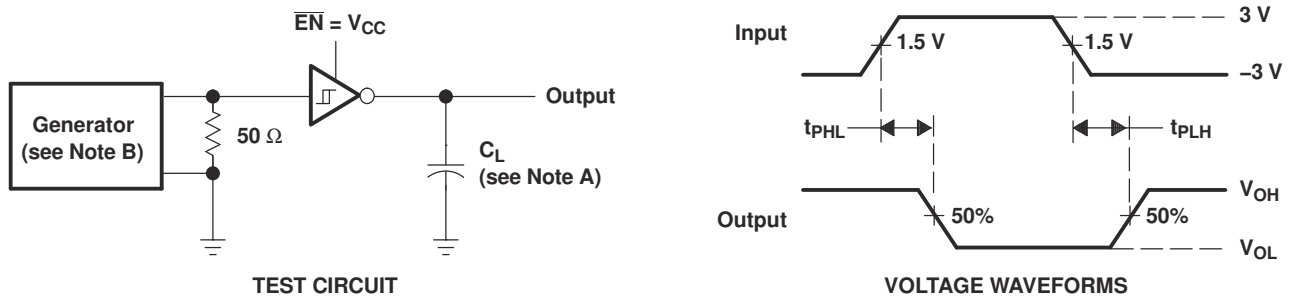 EN = VCC
Generator
(see Note B)
50 Ω
CL
(see Note A)
Output
TEST CIRCUIT
Input
1.5 V
1.5 V
3 V
–3 V
tPHL
tPLH
Output
50%
50%
VOH
VOL
VOLTAGE WAVEFORMS